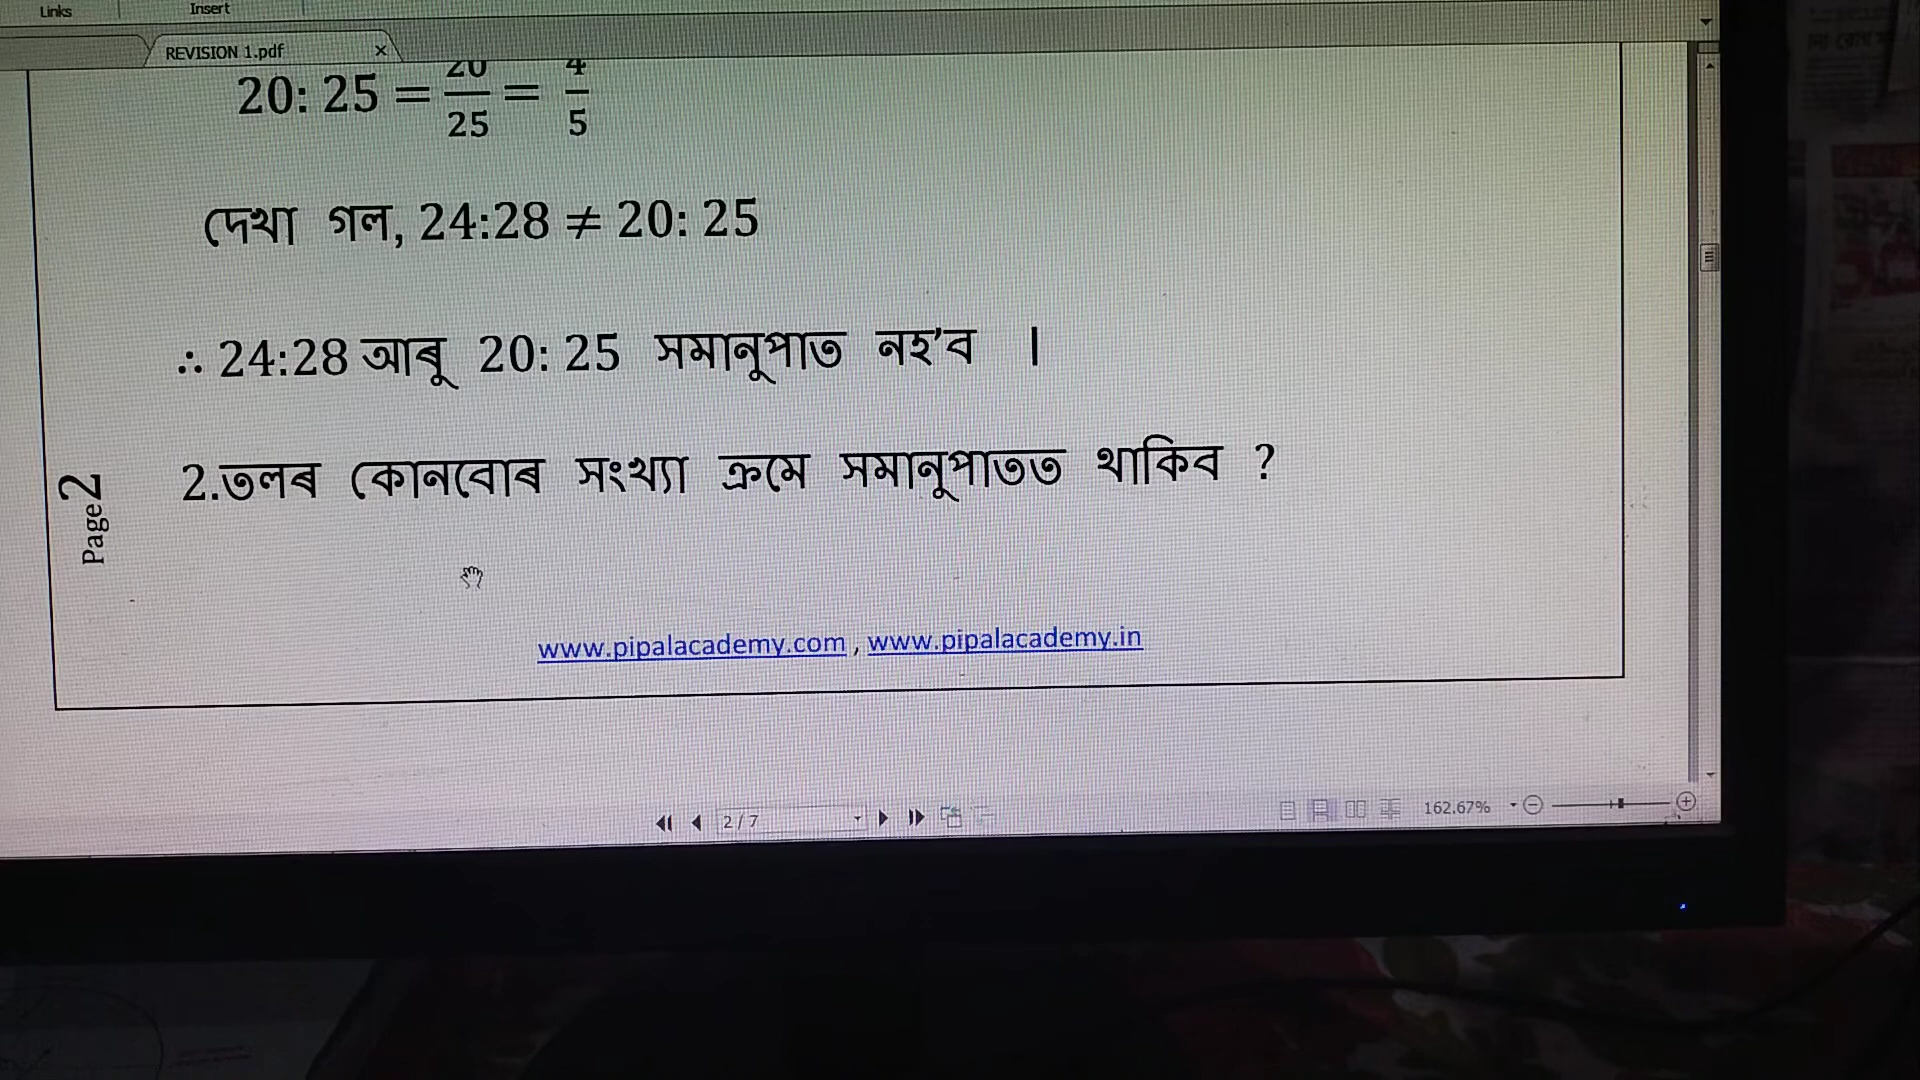 Links Insert
REVISION 1.pdf ×
20: 25 = 20/25 = 4/5
দেখা গল, 24:28 ≠ 20: 25
∴ 24:28 আৰু 20: 25 সমানুপাত নহ’ব ।
2.তলৰ কোনবোৰ সংখ্যা ক্ৰমে সমানুপাতত থাকিব ?
Page 2
www.pipalacademy.com , www.pipalacademy.in
2 / 7 162.67%